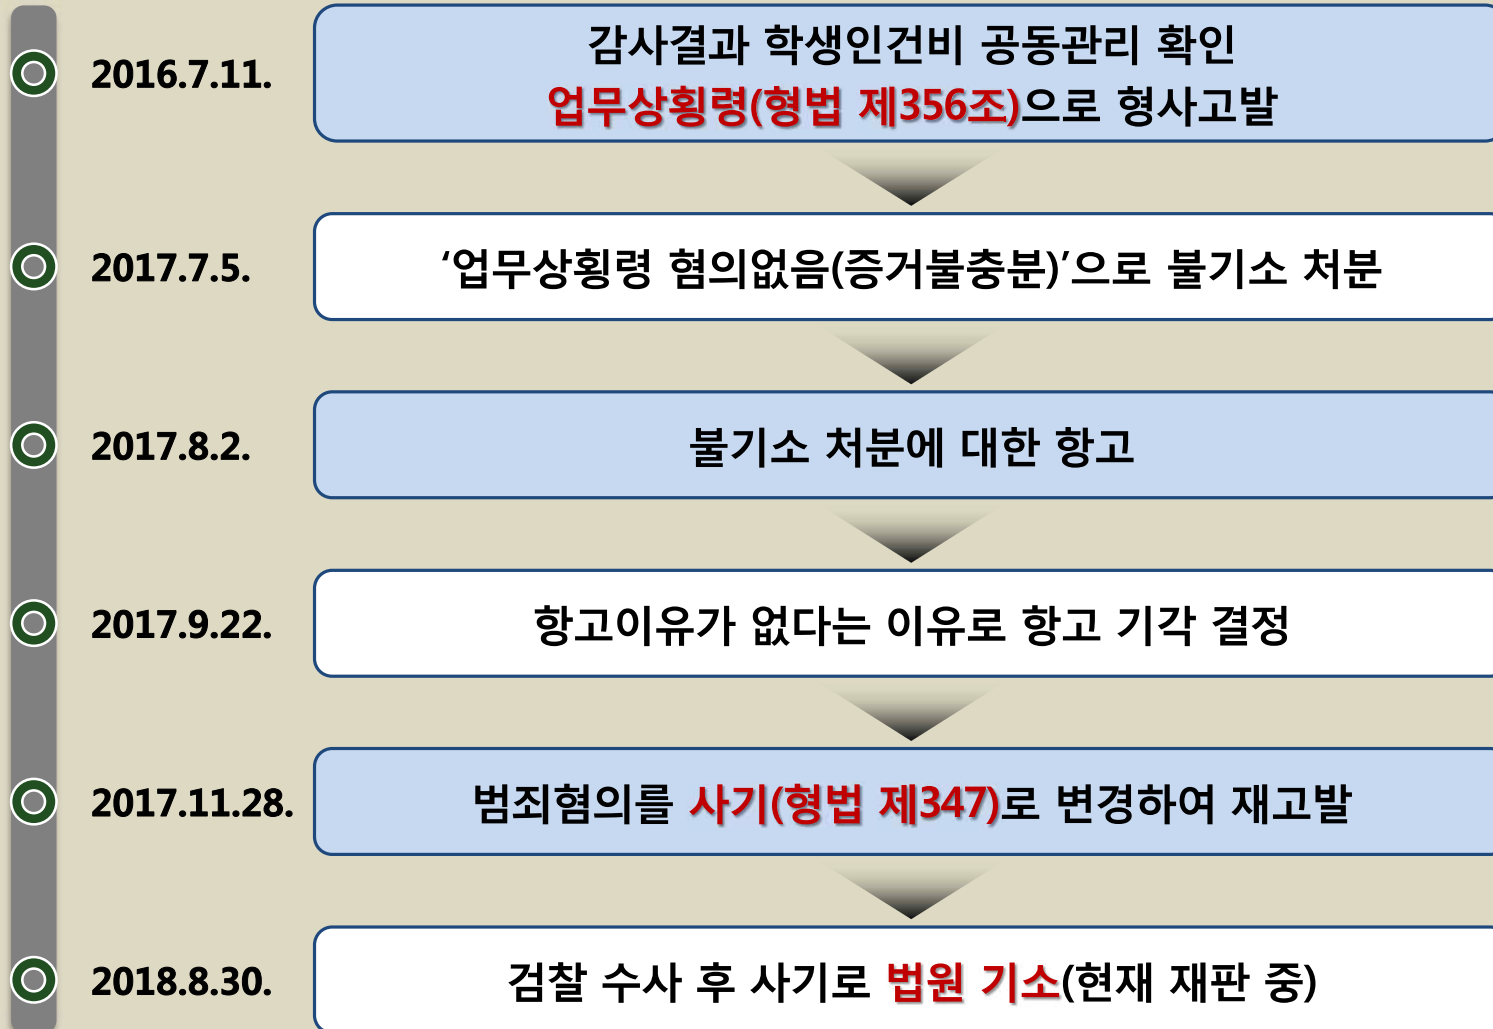 2016.7.11.
감사결과 학생인건비 공동관리 확인
업무상횡령(형법 제356조)으로 형사고발
2017.7.5.
‘업무상횡령 혐의없음(증거불충분)’으로 불기소 처분
2017.8.2.
불기소 처분에 대한 항고
2017.9.22.
항고이유가 없다는 이유로 항고 기각 결정
2017.11.28.
범죄혐의를 사기(형법 제347)로 변경하여 재고발
2018.8.30.
검찰 수사 후 사기로 법원 기소(현재 재판 중)